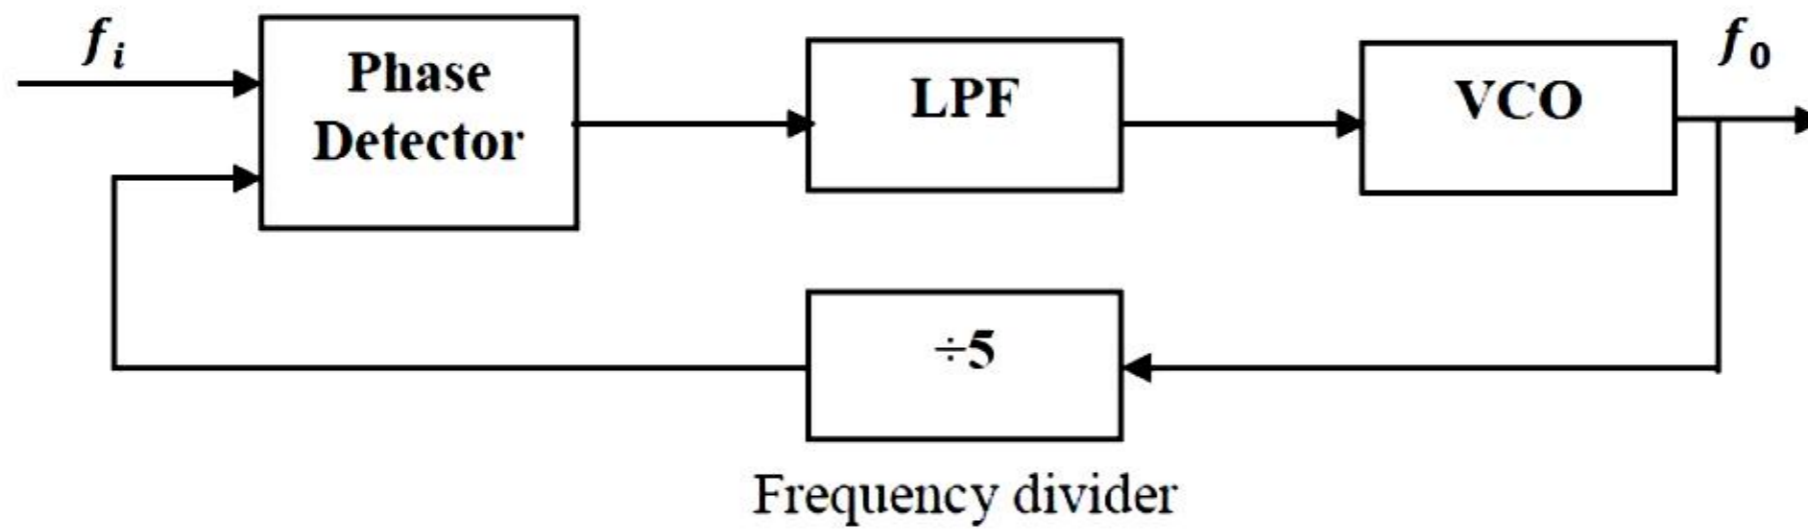 fᵢ
Phase
Detector
LPF
VCO
f₀
÷5
Frequency divider